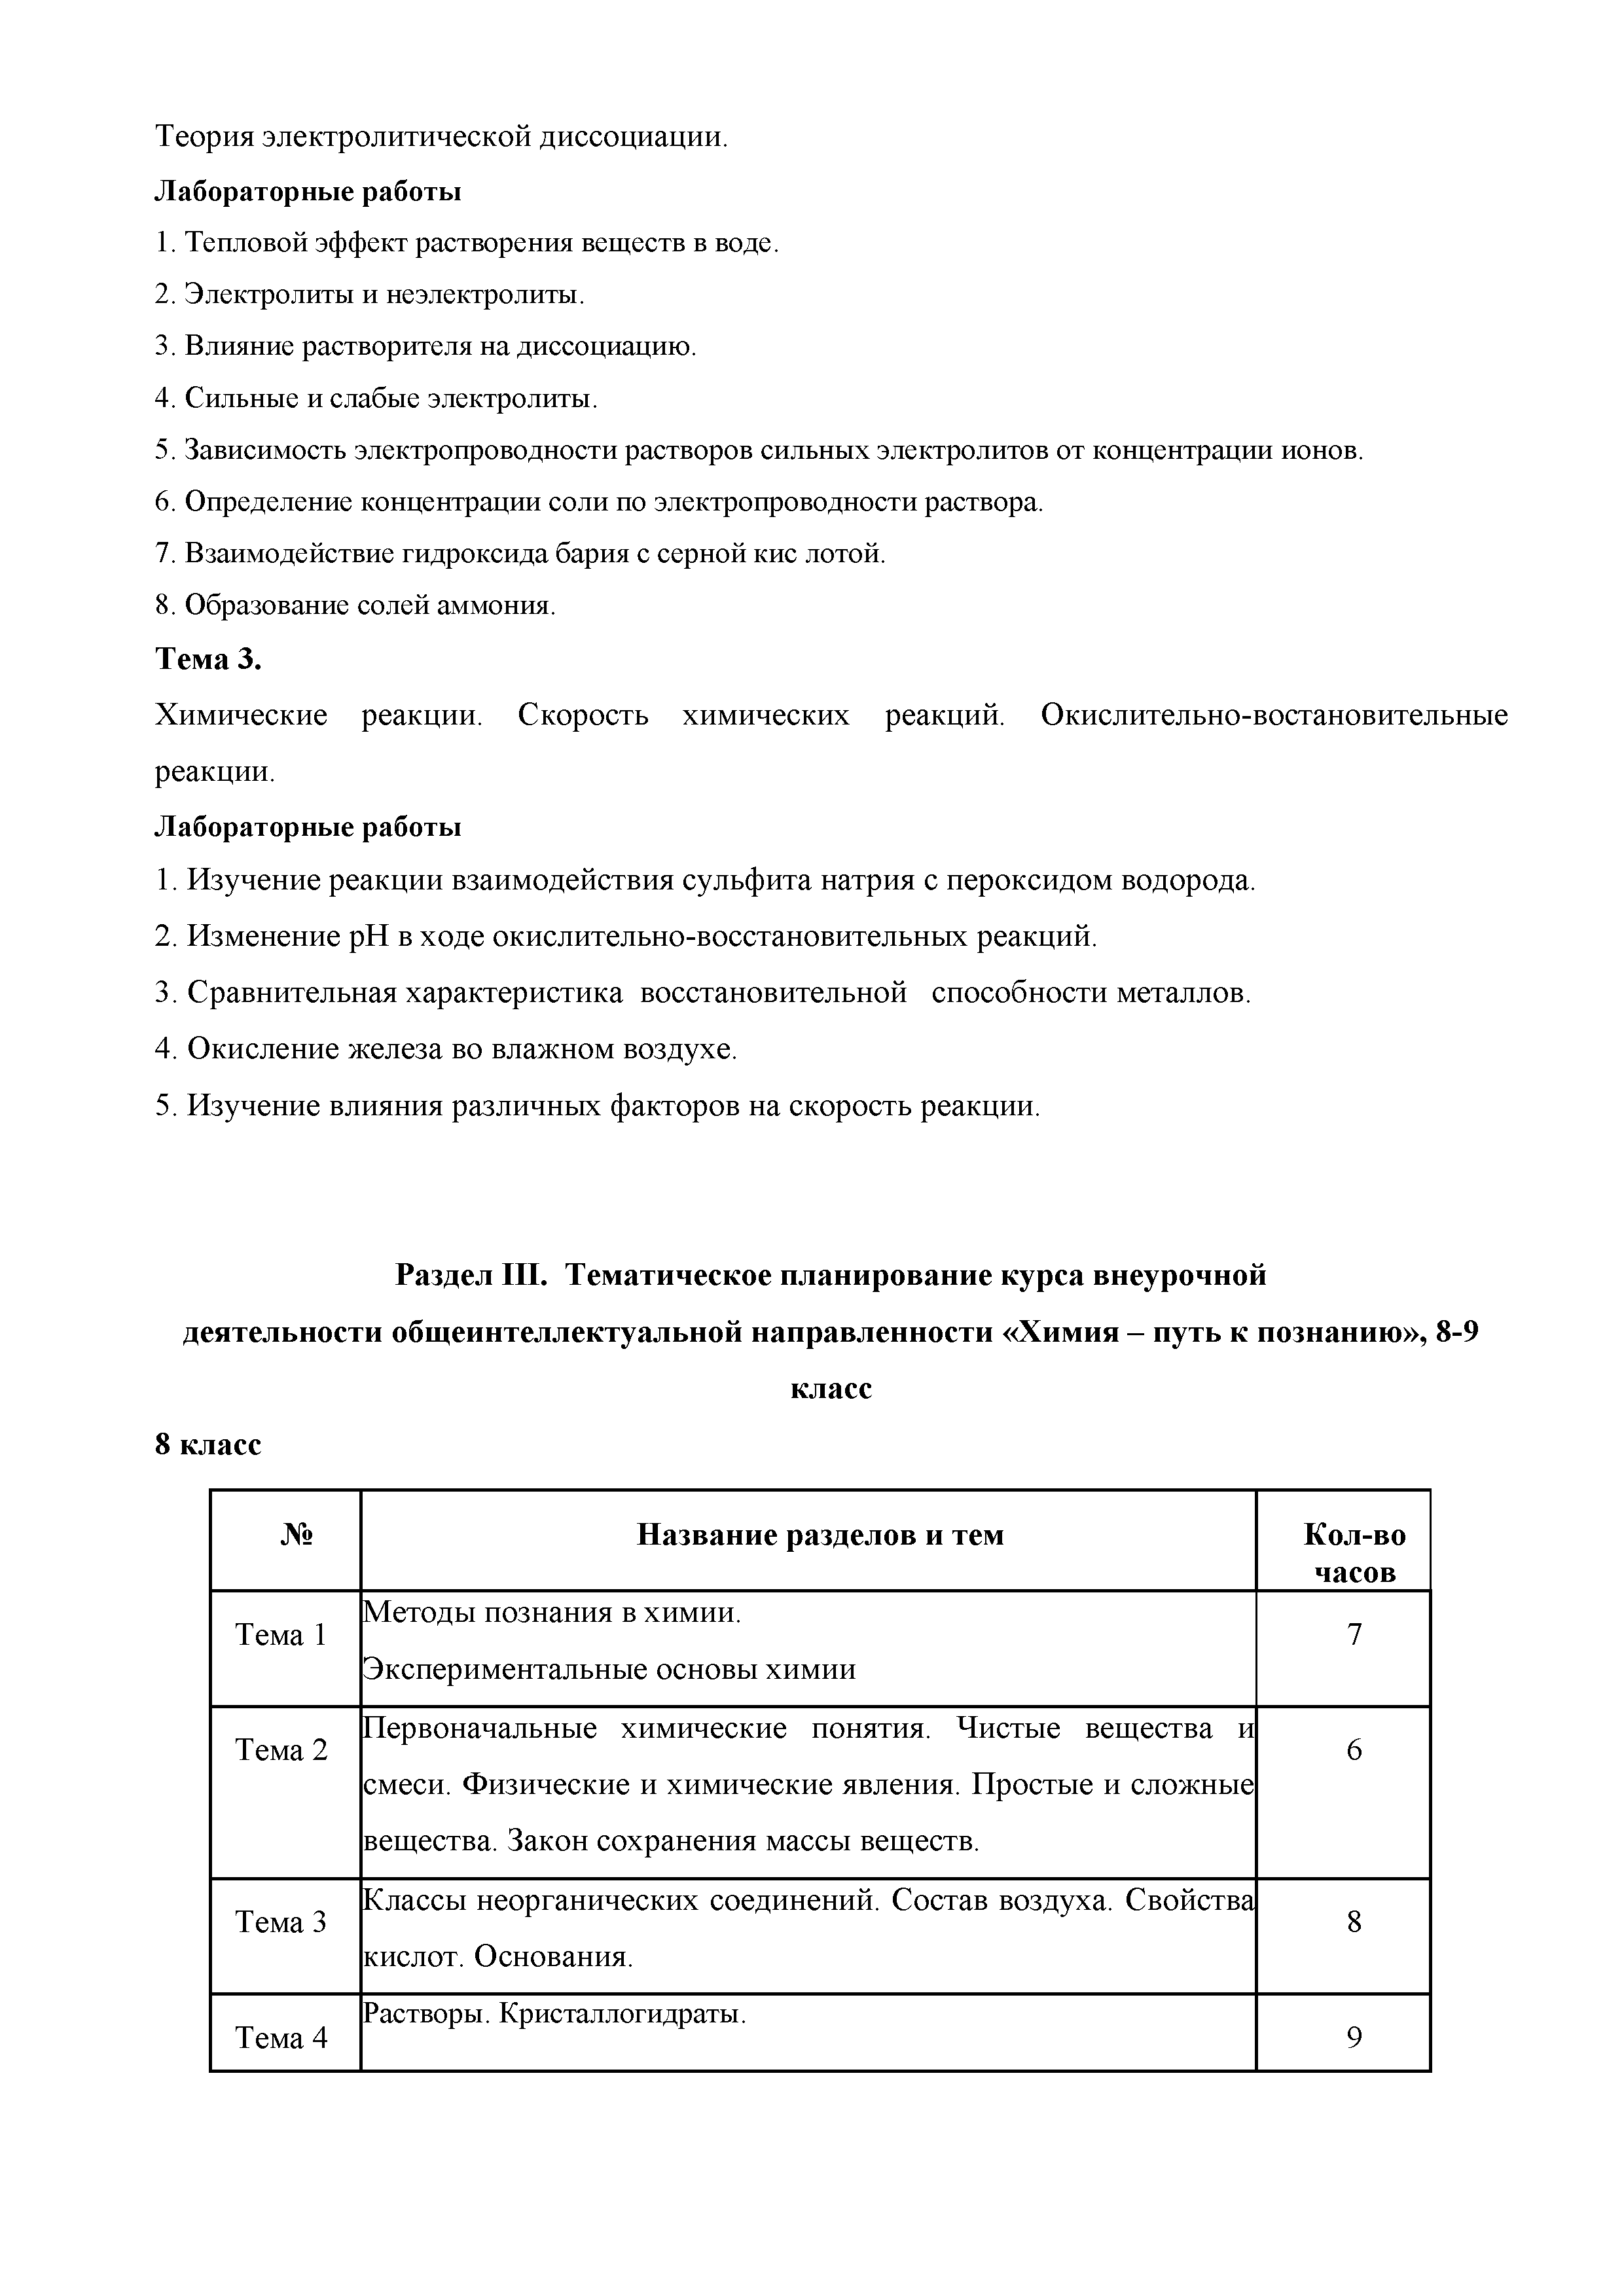 Теория электролитической диссоциации.
Лабораторные работы
1. Тепловой эффект растворения веществ в воде.
2. Электролиты и неэлектролиты.
3. Влияние растворителя на диссоциацию.
4. Сильные и слабые электролиты.
5. Зависимость электропроводности растворов сильных электролитов от концентрации ионов.
6. Определение концентрации соли по электропроводности раствора.
7. Взаимодействие гидроксида бария с серной кис лотой.
8. Образование солей аммония.
Тема 3.
Химические реакции. Скорость химических реакций. Окислительно-востановительные
реакции.
Лабораторные работы
1. Изучение реакции взаимодействия сульфита натрия с пероксидом водорода.
2. Изменение pH в ходе окислительно-восстановительных реакций.
3. Сравнительная характеристика восстановительной способности металлов.
4. Окисление железа во влажном воздухе.
5. Изучение влияния различных факторов на скорость реакции.
Раздел III. Тематическое планирование курса внеурочной
деятельности общеинтеллектуальной направленности «Химия – путь к познанию», 8-9
класс
8 класс
№ Название разделов и тем Кол-во
часов
Методы познания в химии.
Тема 1 7
Экспериментальные основы химии
Первоначальные химические понятия. Чистые вещества и
Тема 2 6
смеси. Физические и химические явления. Простые и сложные
вещества. Закон сохранения массы веществ.
Классы неорганических соединений. Состав воздуха. Свойства
Тема 3 8
кислот. Основания.
Растворы. Кристаллогидраты.
Тема 4 9